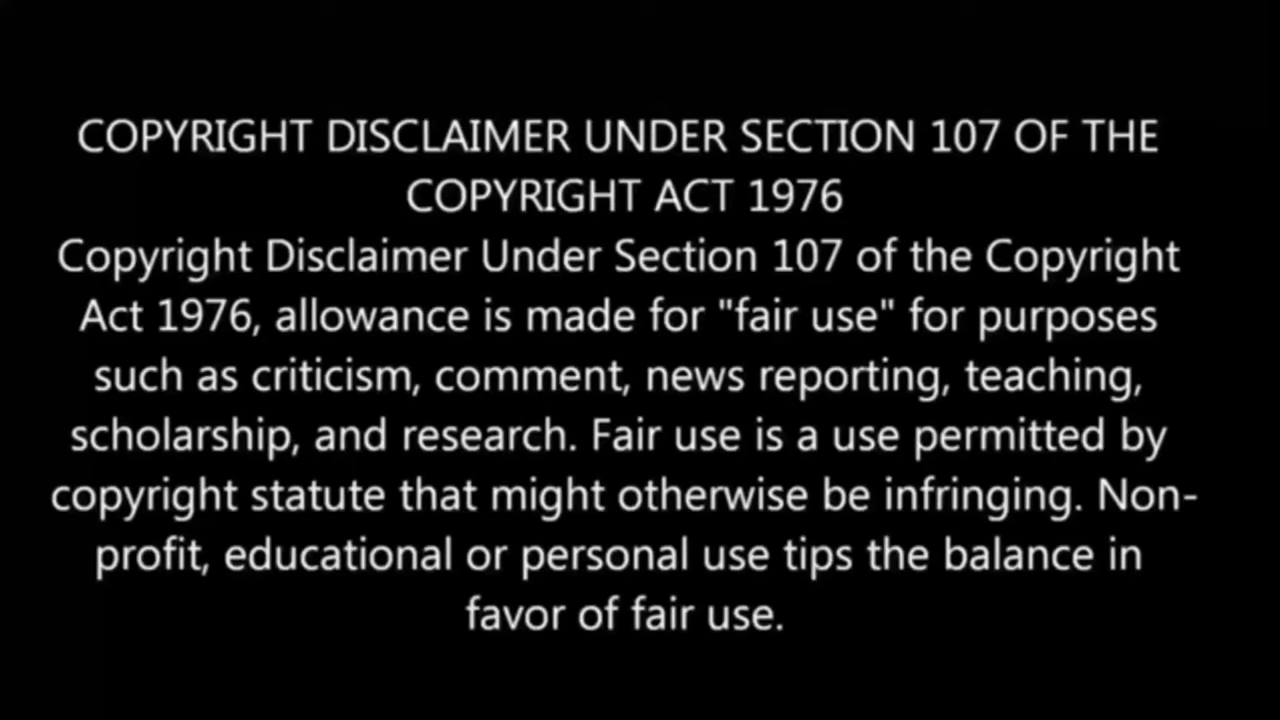 COPYRIGHT DISCLAIMER UNDER SECTION 107 OF THE
COPYRIGHT ACT 1976
Copyright Disclaimer Under Section 107 of the Copyright
Act 1976, allowance is made for "fair use" for purposes
such as criticism, comment, news reporting, teaching,
scholarship, and research. Fair use is a use permitted by
copyright statute that might otherwise be infringing. Non-
profit, educational or personal use tips the balance in
favor of fair use.